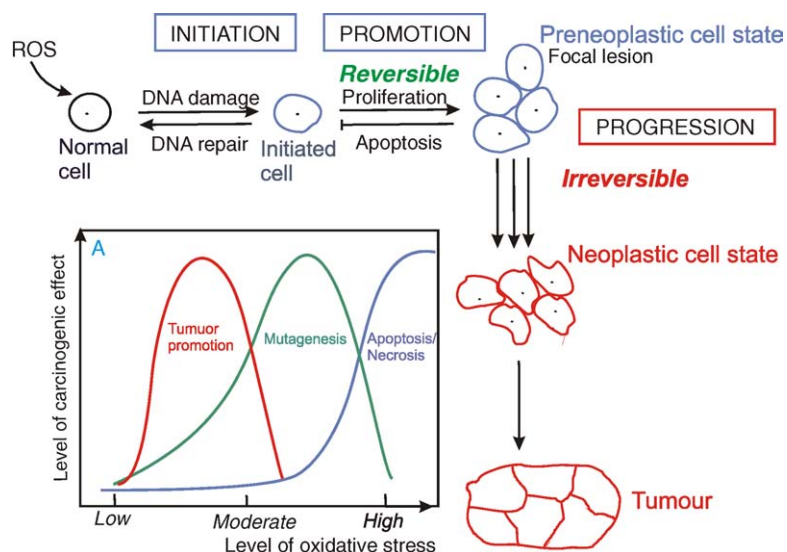 INITIATION
PROMOTION
Preneoplastic cell state
Focal lesion
ROS
Reversible
DNA damage
Proliferation
PROGRESSION
DNA repair
Apoptosis
Normal
cell
Initiated
cell
Irreversible
Neoplastic cell state
A
Level of carcinogenic effect
Tumuor
promotion
Mutagenesis
Apoptosis/
Necrosis
Low
Moderate
High
Level of oxidative stress
Tumour